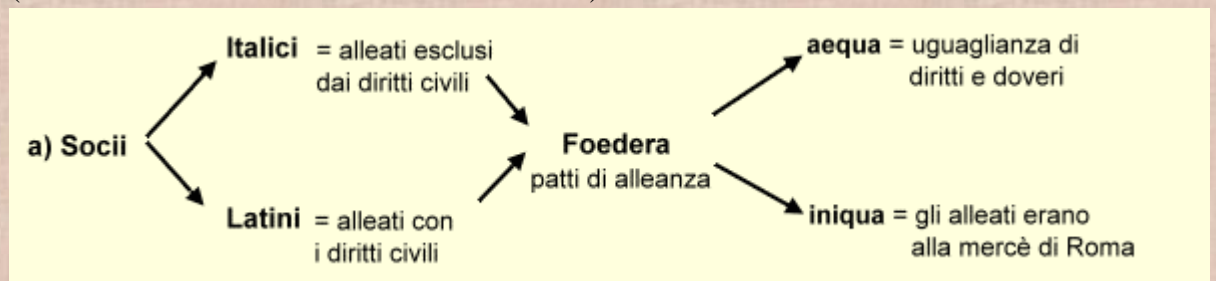 a) Socii
Italici = alleati esclusi
dai diritti civili
Latini = alleati con
i diritti civili
Foedera
patti di alleanza
aequa = uguaglianza di
diritti e doveri
iniqua = gli alleati erano
alla mercè di Roma